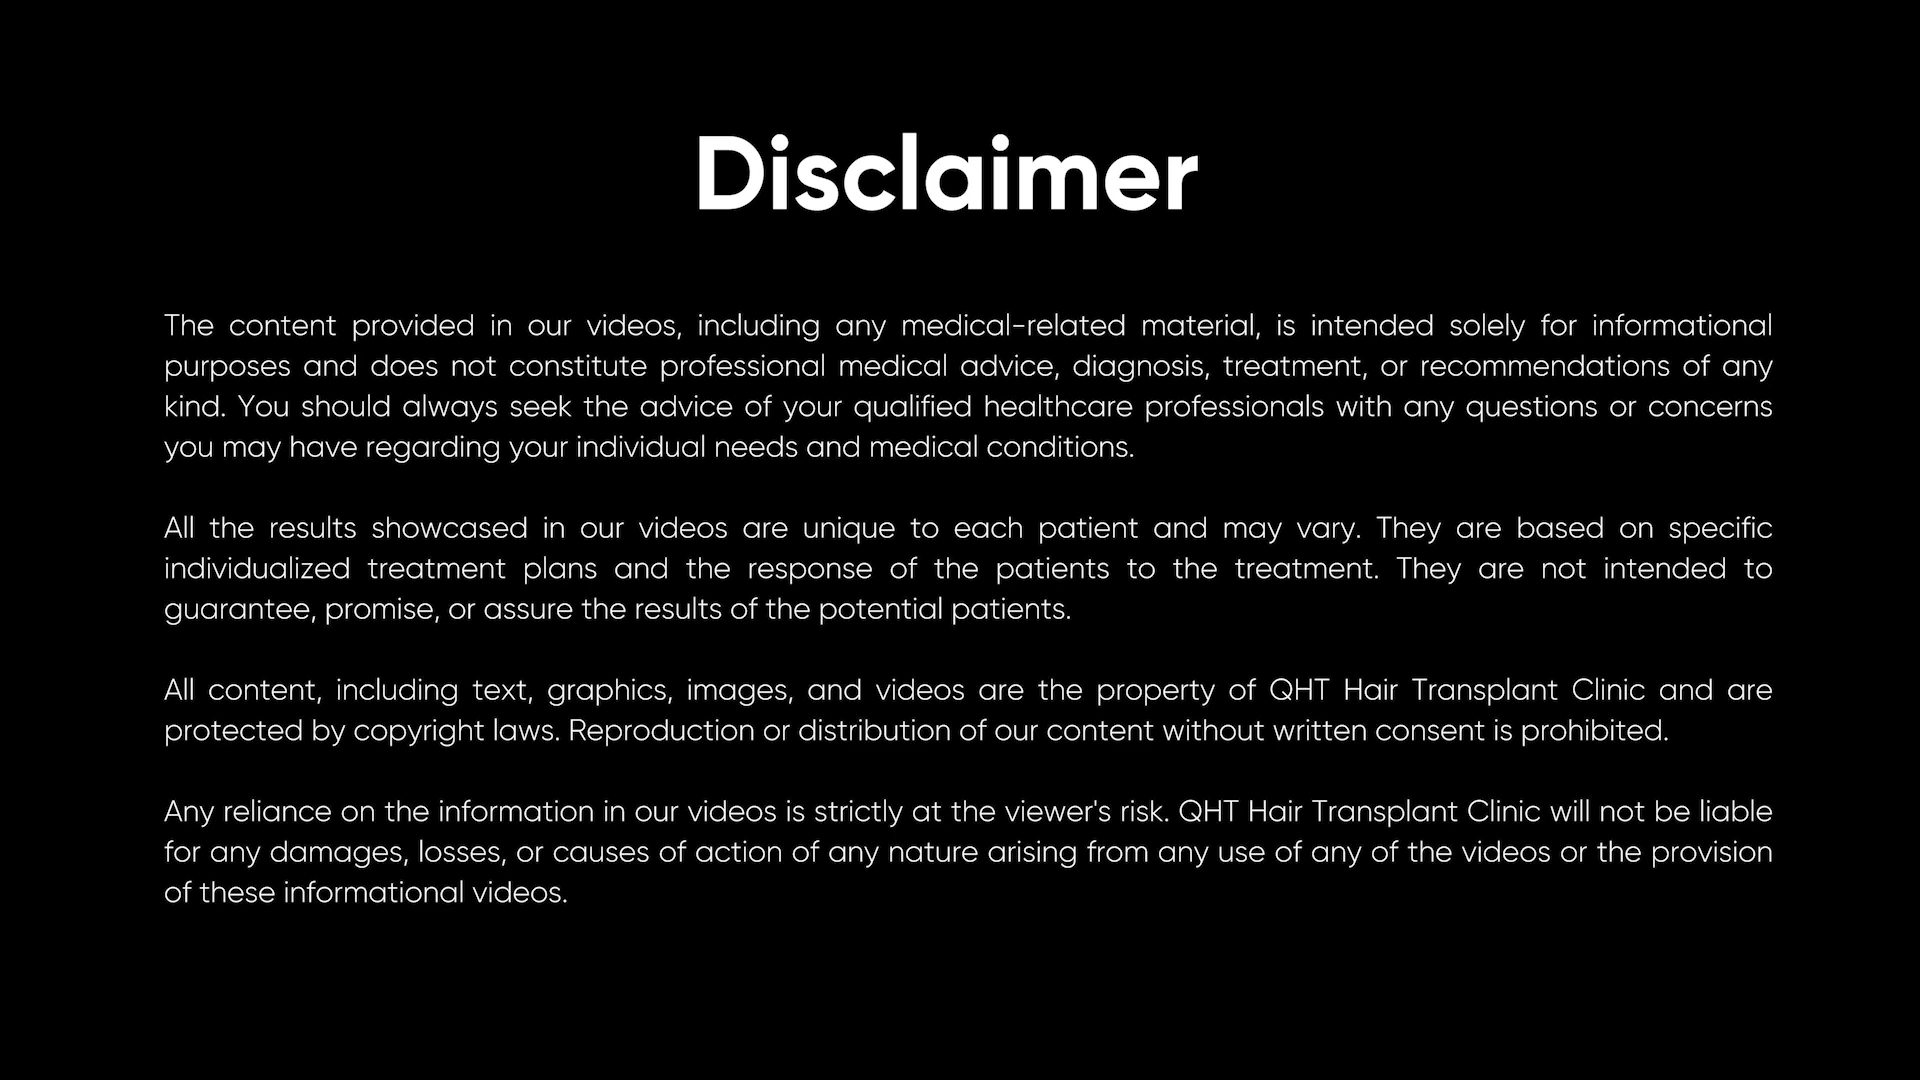 Disclaimer
The content provided in our videos, including any medical-related material, is intended solely for informational
purposes and does not constitute professional medical advice, diagnosis, treatment, or recommendations of any
kind. You should always seek the advice of your qualified healthcare professionals with any questions or concerns
you may have regarding your individual needs and medical conditions.
All the results showcased in our videos are unique to each patient and may vary. They are based on specific
individualized treatment plans and the response of the patients to the treatment. They are not intended to
guarantee, promise, or assure the results of the potential patients.
All content, including text, graphics, images, and videos are the property of QHT Hair Transplant Clinic and are
protected by copyright laws. Reproduction or distribution of our content without written consent is prohibited.
Any reliance on the information in our videos is strictly at the viewer's risk. QHT Hair Transplant Clinic will not be liable
for any damages, losses, or causes of action of any nature arising from any use of any of the videos or the provision
of these informational videos.